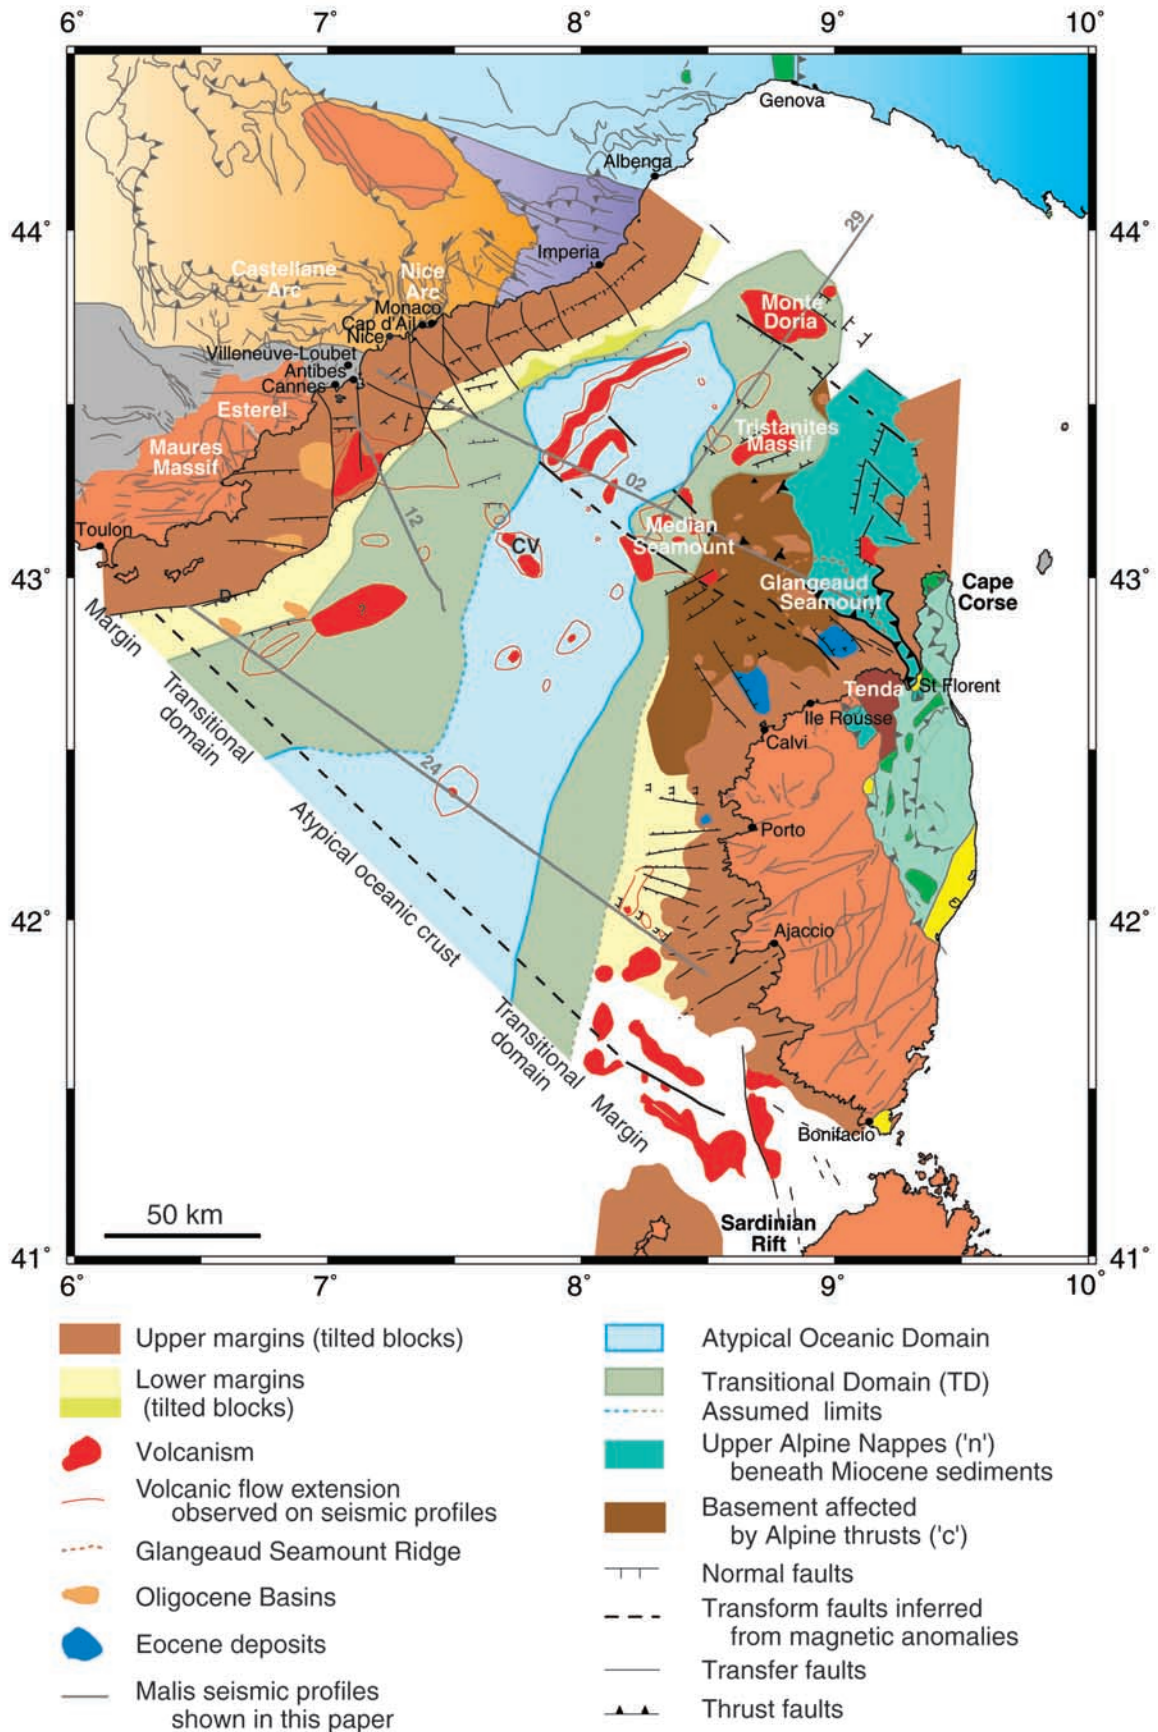 6°
7°
8°
9°
10°
Genova
Albenga
44°
44°
29
Imperia
Castellane
Arc
Nice
Arc
Monaco
Cap d'Ail
Nice
Monte
Doria
Villeneuve-Loubet
Antibes
Cannes
Esterel
Maures
Massif
Tristanites
Massif
02
12
Toulon
CV
Median
Seamount
43°
43°
Glangeaud
Seamount
Cape
Corse
D
?
Margin
Transitional
domain
Tenda
St Florent
Ile Rousse
Calvi
24
Atypical oceanic crust
Porto
42°
42°
Ajaccio
Transitional
domain
Margin
Bonifacio
50 km
Sardinian
Rift
41°
41°
6°
7°
8°
9°
10°
Upper margins (tilted blocks)
Lower margins
(tilted blocks)
Volcanism
Volcanic flow extension
observed on seismic profiles
Glangeaud Seamount Ridge
Oligocene Basins
Eocene deposits
Malis seismic profiles
shown in this paper
Atypical Oceanic Domain
Transitional Domain (TD)
Assumed limits
Upper Alpine Nappes ('n')
beneath Miocene sediments
Basement affected
by Alpine thrusts ('c')
Normal faults
Transform faults inferred
from magnetic anomalies
Transfer faults
Thrust faults